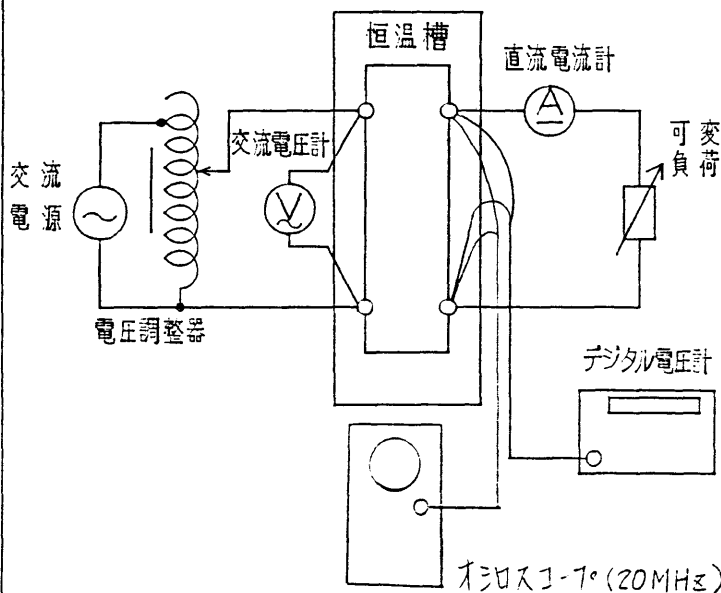 恒温槽
直流電流計
A
交流電圧計
可変
負荷
交流
電源
V
電圧調整器
デジタル電圧計
オシロスコープ(20MHz)